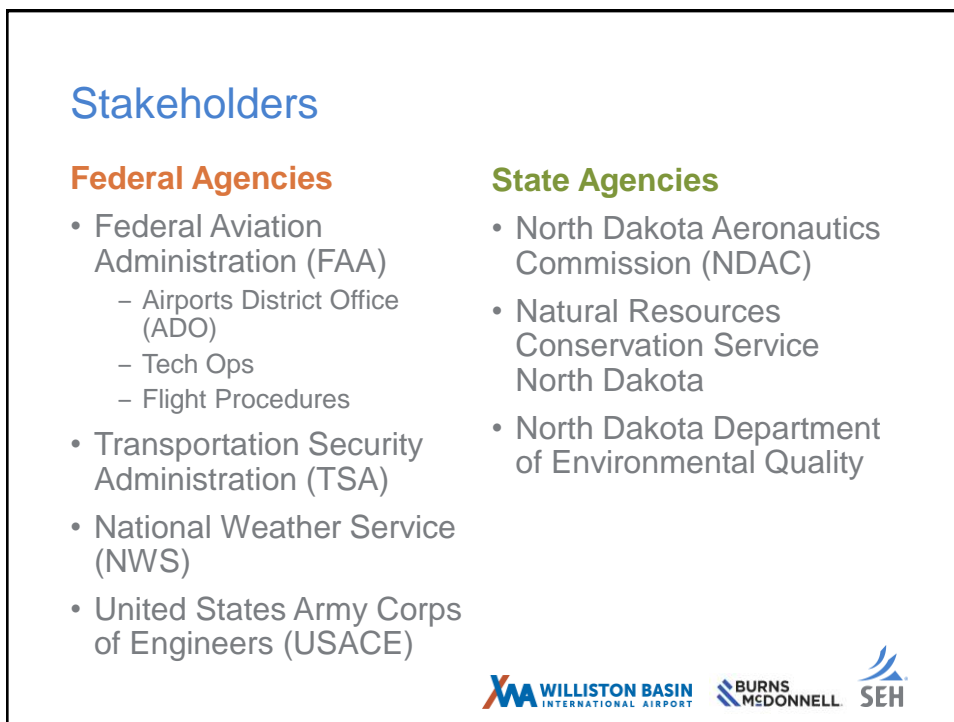 Stakeholders
Federal Agencies
• Federal Aviation
Administration (FAA)
– Airports District Office
(ADO)
– Tech Ops
– Flight Procedures
• Transportation Security
Administration (TSA)
• National Weather Service
(NWS)
• United States Army Corps
of Engineers (USACE)
State Agencies
• North Dakota Aeronautics
Commission (NDAC)
• Natural Resources
Conservation Service
North Dakota
• North Dakota Department
of Environmental Quality
XWA WILLISTON BASIN
INTERNATIONAL AIRPORT
BURNS
McDONNELL
SEH